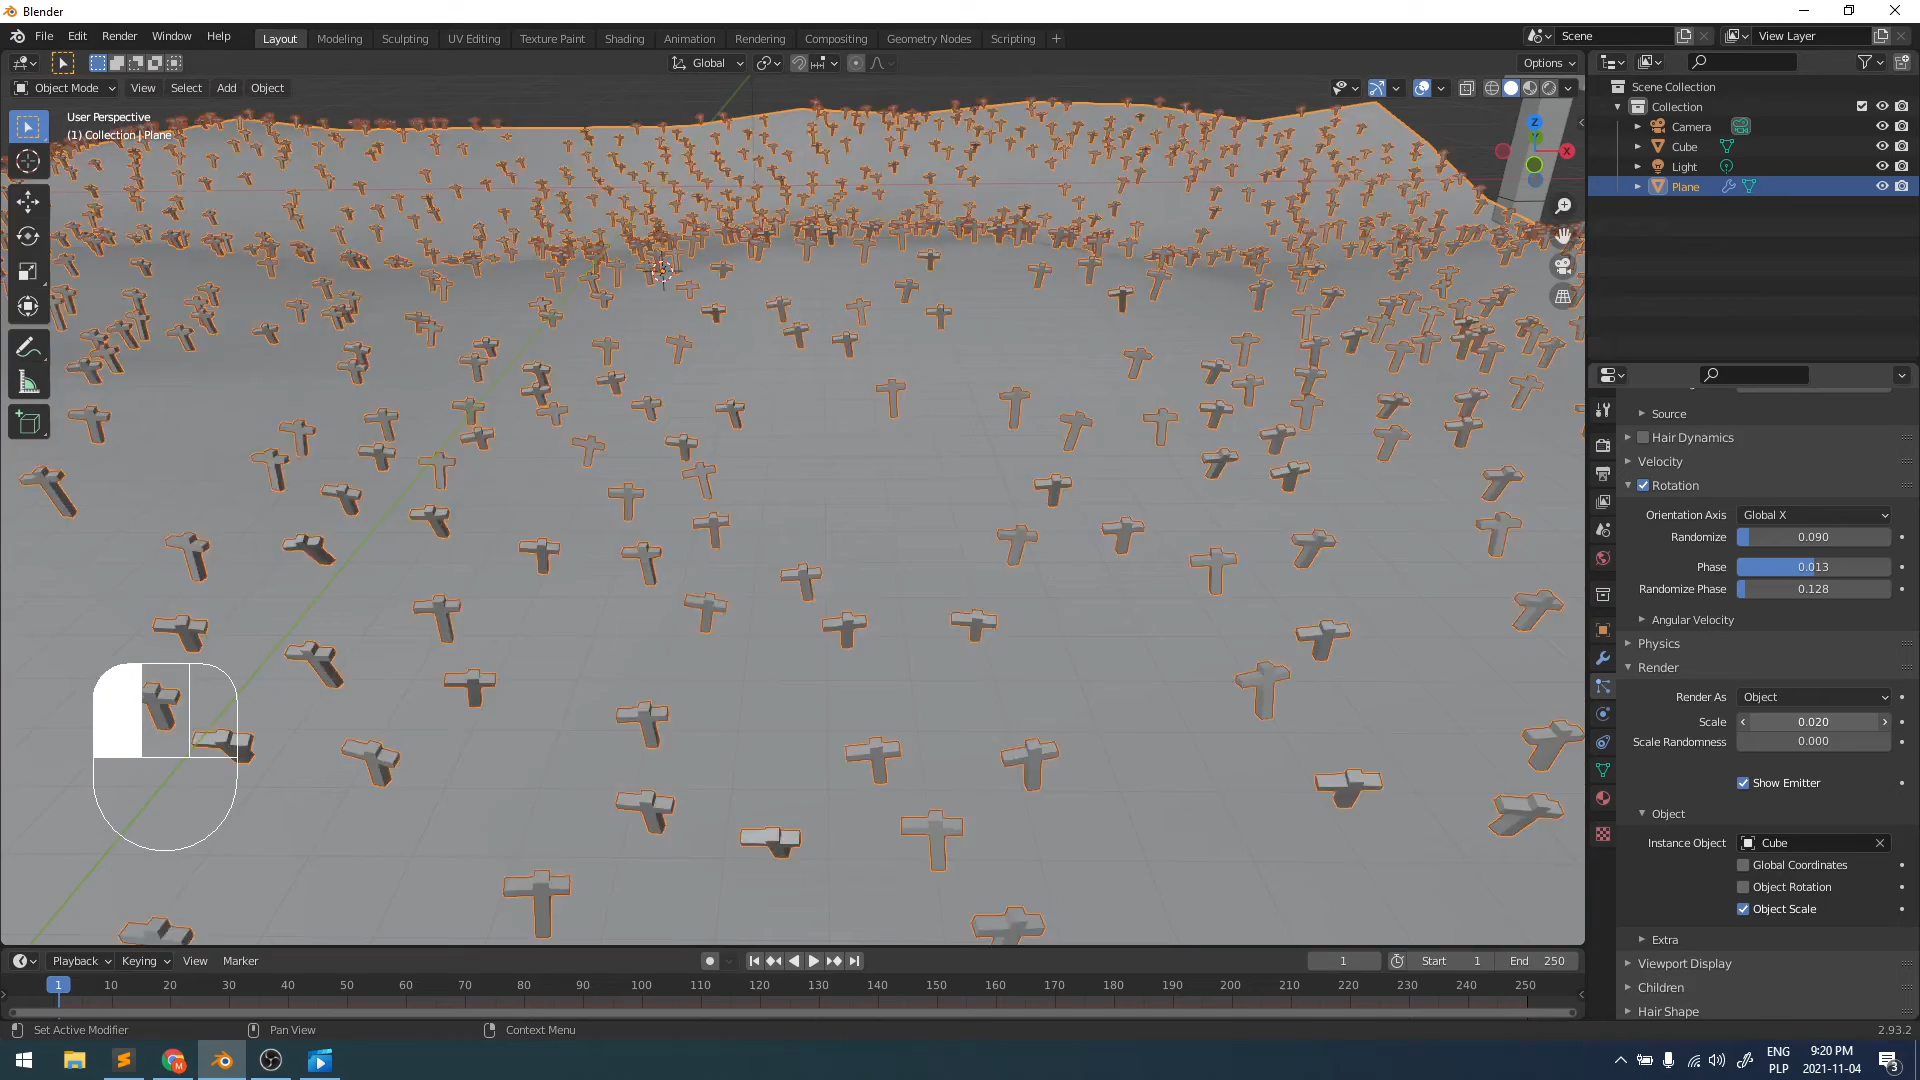 Blender
File Edit Render Window Help
Layout Modeling Sculpting UV Editing Texture Paint Shading Animation Rendering Compositing Geometry Nodes Scripting +
Scene
View Layer
Global
Options
Object Mode View Select Add Object
User Perspective
(1) Collection | Plane
Z
X
Scene Collection
Collection
Camera
Cube
Light
Plane
Source
Hair Dynamics
Velocity
Rotation
Orientation Axis Global X
Randomize 0.090
Phase 0.013
Randomize Phase 0.128
Angular Velocity
Physics
Render
Render As Object
Scale 0.020
Scale Randomness 0.000
Show Emitter
Object
Instance Object Cube
Global Coordinates
Object Rotation
Object Scale
Extra
Viewport Display
Children
Hair Shape
Playback Keying View Marker
1 Start 1 End 250
1 10 20 30 40 50 60 70 80 90 100 110 120 130 140 150 160 170 180 190 200 210 220 230 240 250
Set Active Modifier Pan View Context Menu 2.93.2
M
ENG
PLP
9:20 PM
2021-11-04
3